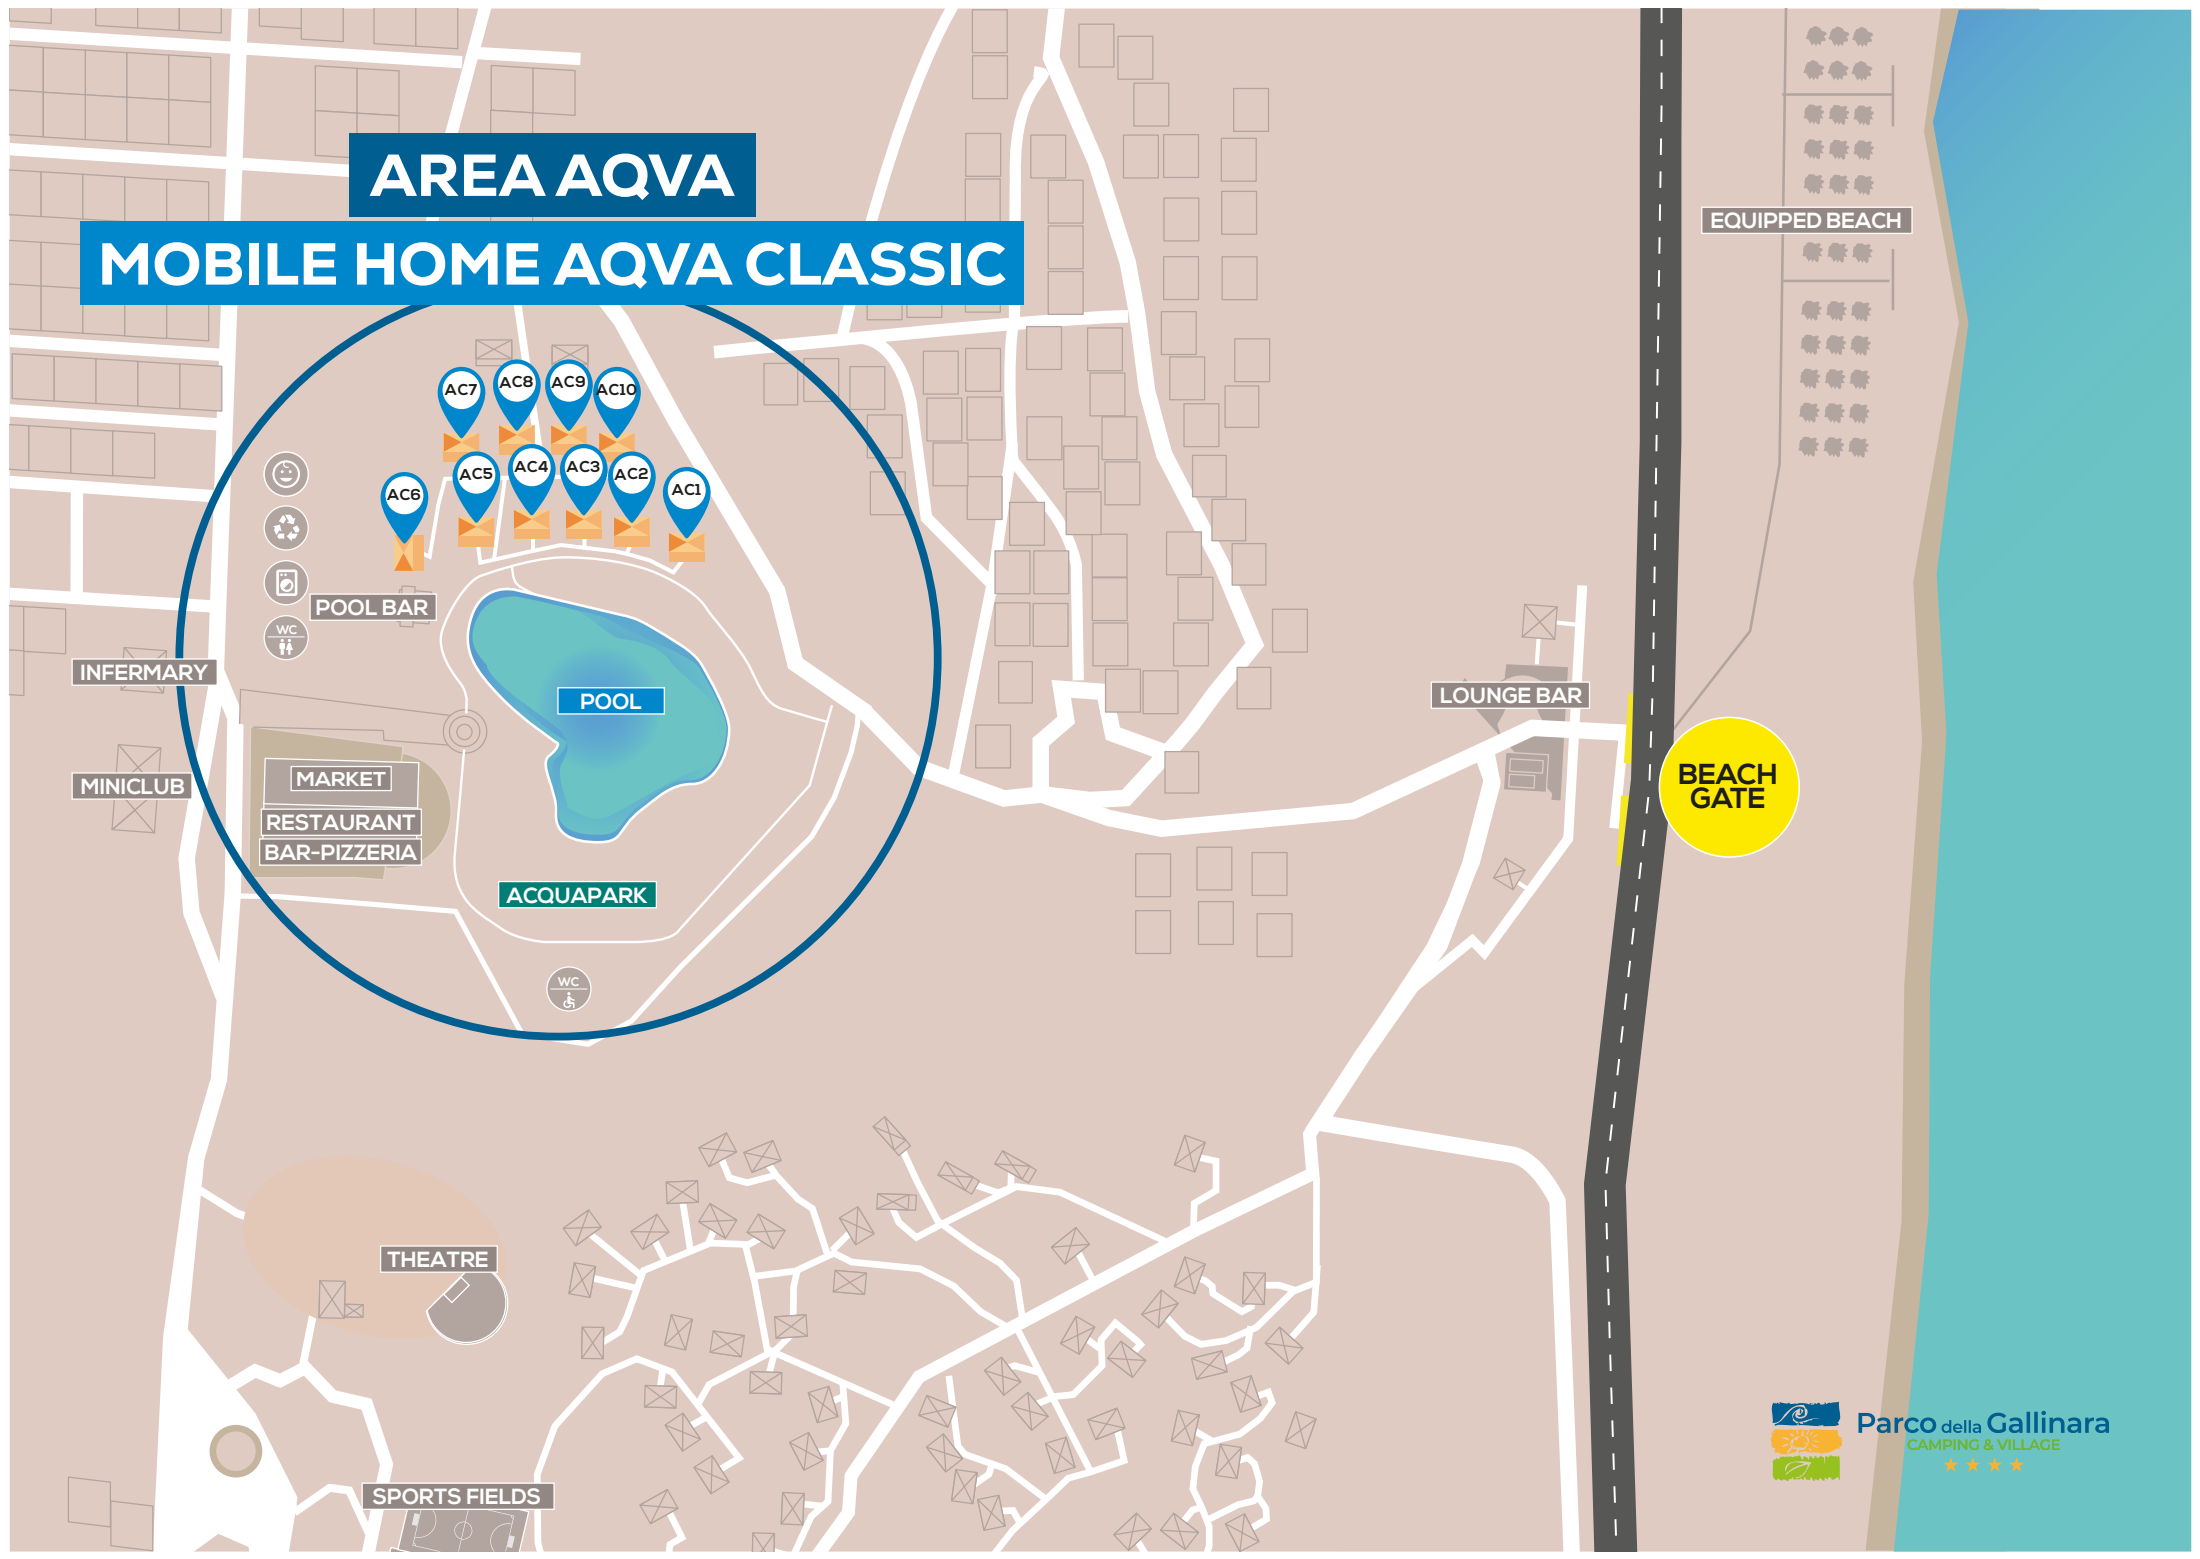 AREA AQVA
MOBILE HOME AQVA CLASSIC
EQUIPPED BEACH
AC7
AC8
AC9
AC10
AC6
AC5
AC4
AC3
AC2
AC1
POOL BAR
WC
INFERMARY
POOL
LOUNGE BAR
MINICLUB
MARKET
RESTAURANT
BAR-PIZZERIA
BEACH
GATE
ACQUAPARK
WC
THEATRE
SPORTS FIELDS
Parco della Gallinara
CAMPING & VILLAGE